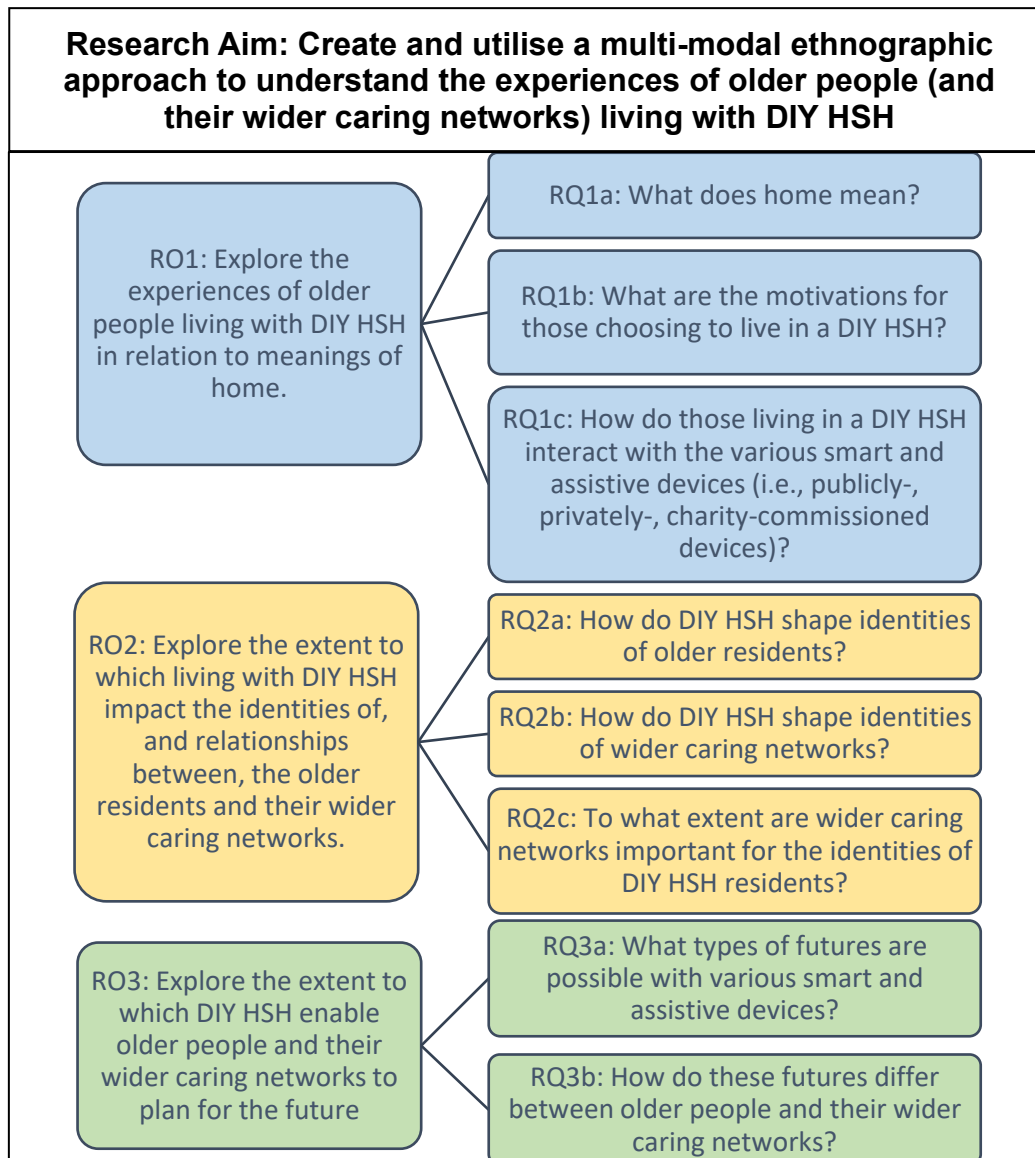 Research Aim: Create and utilise a multi-modal ethnographic
approach to understand the experiences of older people (and
their wider caring networks) living with DIY HSH
RO1: Explore the
experiences of older
people living with DIY HSH
in relation to meanings of
home.
RQ1a: What does home mean?
RQ1b: What are the motivations for
those choosing to live in a DIY HSH?
RQ1c: How do those living in a DIY HSH
interact with the various smart and
assistive devices (i.e., publicly-,
privately-, charity-commissioned
devices)?
RO2: Explore the extent to
which living with DIY HSH
impact the identities of,
and relationships
between, the older
residents and their wider
caring networks.
RQ2a: How do DIY HSH shape identities
of older residents?
RQ2b: How do DIY HSH shape identities
of wider caring networks?
RQ2c: To what extent are wider caring
networks important for the identities of
DIY HSH residents?
RO3: Explore the extent to
which DIY HSH enable
older people and their
wider caring networks to
plan for the future
RQ3a: What types of futures are
possible with various smart and
assistive devices?
RQ3b: How do these futures differ
between older people and their wider
caring networks?